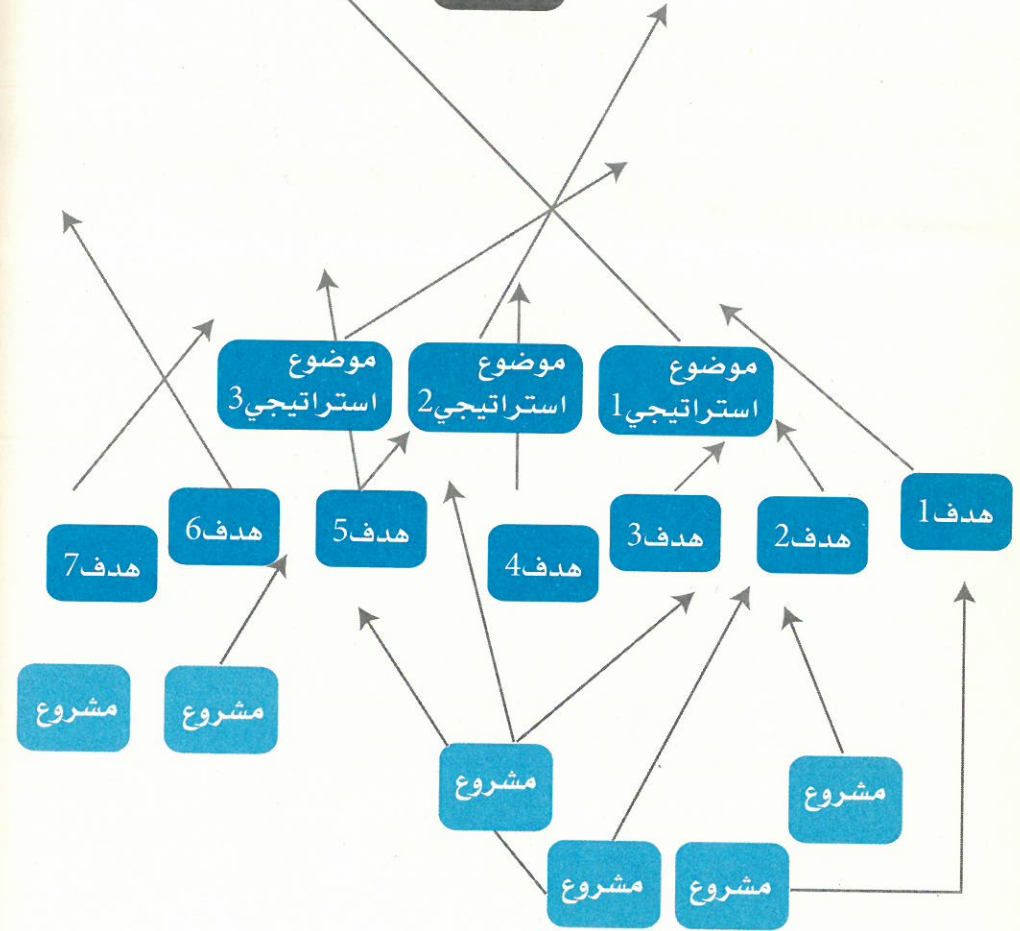 موضوع
استراتيجي1
موضوع
استراتيجي2
موضوع
استراتيجي3
هدف1
هدف2
هدف3
هدف4
هدف5
هدف6
هدف7
مشروع
مشروع
مشروع
مشروع
مشروع
مشروع